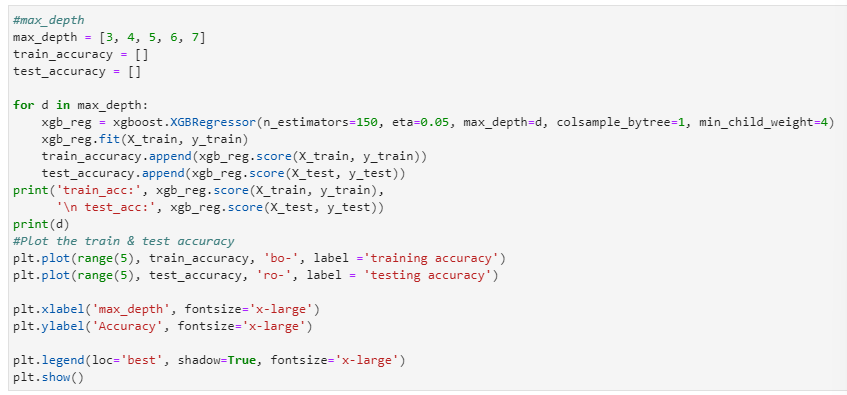 #max_depth
max_depth = [3, 4, 5, 6, 7]
train_accuracy = []
test_accuracy = []

for d in max_depth:
    xgb_reg = xgboost.XGBRegressor(n_estimators=150, eta=0.05, max_depth=d, colsample_bytree=1, min_child_weight=4)
    xgb_reg.fit(X_train, y_train)
    train_accuracy.append(xgb_reg.score(X_train, y_train))
    test_accuracy.append(xgb_reg.score(X_test, y_test))
print('train_acc:', xgb_reg.score(X_train, y_train),
      '\n test_acc:', xgb_reg.score(X_test, y_test))
print(d)
#Plot the train & test accuracy
plt.plot(range(5), train_accuracy, 'bo-', label ='training accuracy')
plt.plot(range(5), test_accuracy, 'ro-', label = 'testing accuracy')

plt.xlabel('max_depth', fontsize='x-large')
plt.ylabel('Accuracy', fontsize='x-large')

plt.legend(loc='best', shadow=True, fontsize='x-large')
plt.show()